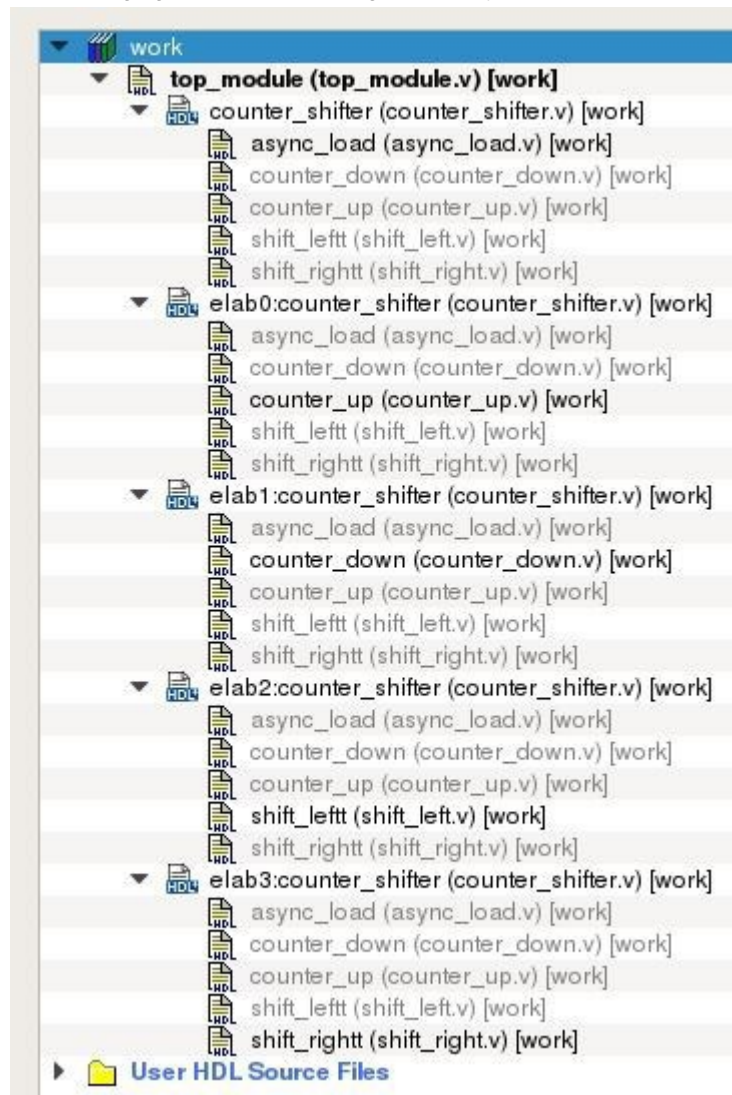 work
top_module (top_module.v) [work]
counter_shifter (counter_shifter.v) [work]
async_load (async_load.v) [work]
counter_down (counter_down.v) [work]
counter_up (counter_up.v) [work]
shift_leftt (shift_left.v) [work]
shift_rightt (shift_right.v) [work]
elab0:counter_shifter (counter_shifter.v) [work]
async_load (async_load.v) [work]
counter_down (counter_down.v) [work]
counter_up (counter_up.v) [work]
shift_leftt (shift_left.v) [work]
shift_rightt (shift_right.v) [work]
elab1:counter_shifter (counter_shifter.v) [work]
async_load (async_load.v) [work]
counter_down (counter_down.v) [work]
counter_up (counter_up.v) [work]
shift_leftt (shift_left.v) [work]
shift_rightt (shift_right.v) [work]
elab2:counter_shifter (counter_shifter.v) [work]
async_load (async_load.v) [work]
counter_down (counter_down.v) [work]
counter_up (counter_up.v) [work]
shift_leftt (shift_left.v) [work]
shift_rightt (shift_right.v) [work]
elab3:counter_shifter (counter_shifter.v) [work]
async_load (async_load.v) [work]
counter_down (counter_down.v) [work]
counter_up (counter_up.v) [work]
shift_leftt (shift_left.v) [work]
shift_rightt (shift_right.v) [work]
User HDL Source Files